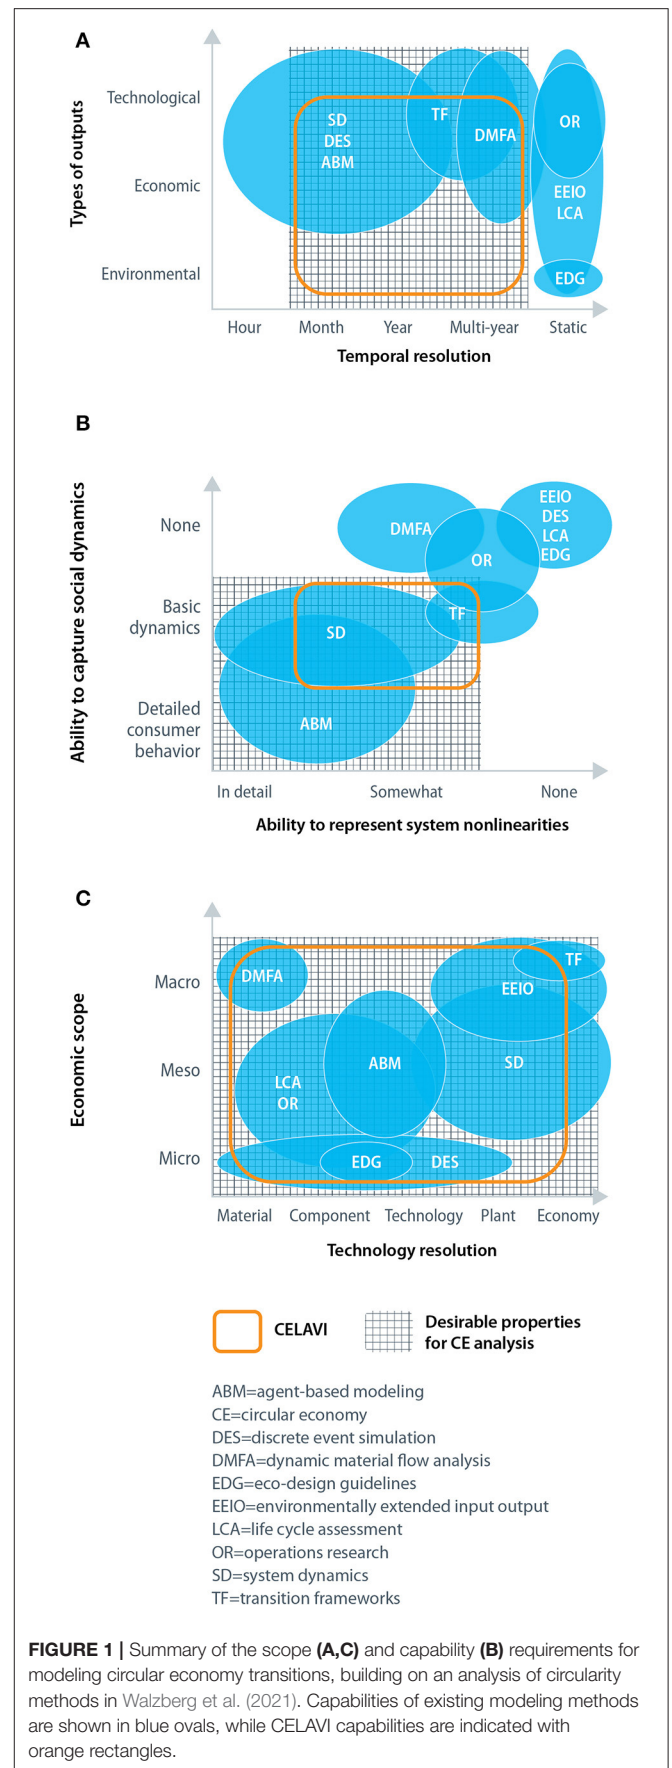 A
Types of outputs
Technological
Economic
Environmental
SD
DES
ABM
TF
DMFA
OR
EEIO
LCA
EDG
Hour Month Year Multi-year Static
Temporal resolution
B
Ability to capture social dynamics
None
Basic
dynamics
Detailed
consumer
behavior
DMFA
EEIO
DES
LCA
EDG
OR
TF
SD
ABM
In detail Somewhat None
Ability to represent system nonlinearities
C
Economic scope
Macro
Meso
Micro
DMFA
TF
EEIO
ABM
SD
LCA
OR
EDG
DES
Material Component Technology Plant Economy
Technology resolution
CELAVI
Desirable properties
for CE analysis
ABM=agent-based modeling
CE=circular economy
DES=discrete event simulation
DMFA=dynamic material flow analysis
EDG=eco-design guidelines
EEIO=environmentally extended input output
LCA=life cycle assessment
OR=operations research
SD=system dynamics
TF=transition frameworks
FIGURE 1 | Summary of the scope (A,C) and capability (B) requirements for
modeling circular economy transitions, building on an analysis of circularity
methods in Walzberg et al. (2021). Capabilities of existing modeling methods
are shown in blue ovals, while CELAVI capabilities are indicated with
orange rectangles.